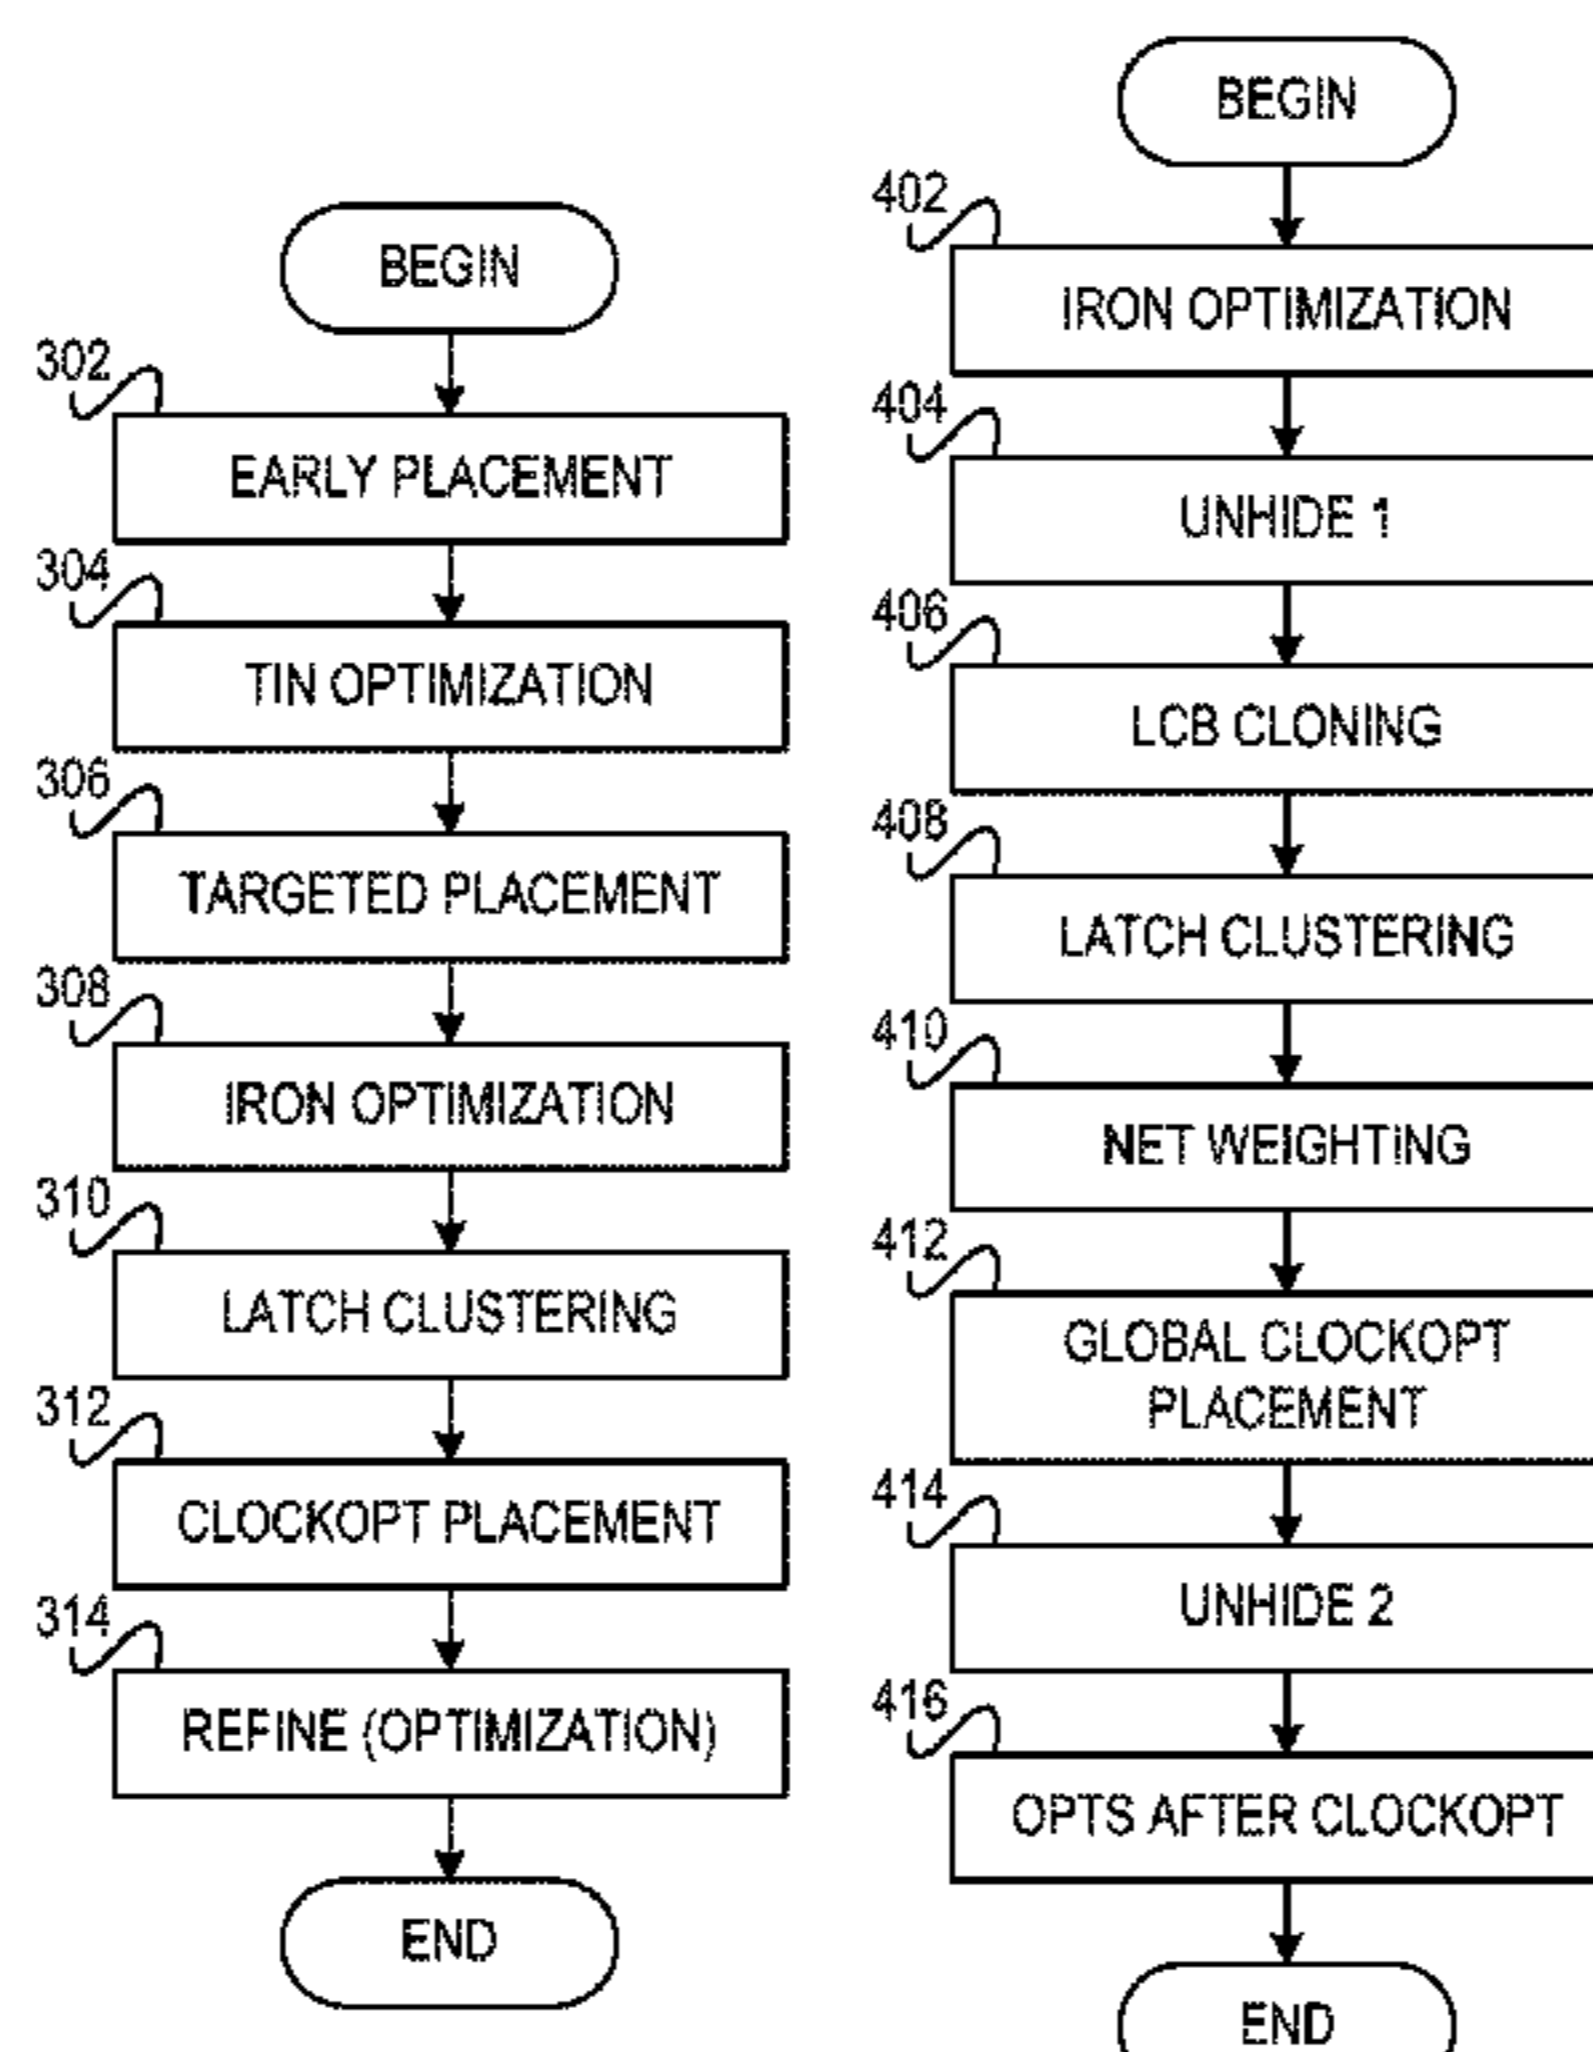 BEGIN
302
EARLY PLACEMENT
304
TIN OPTIMIZATION
306
TARGETED PLACEMENT
308
IRON OPTIMIZATION
310
LATCH CLUSTERING
312
CLOCKOPT PLACEMENT
314
REFINE (OPTIMIZATION)
END
BEGIN
402
IRON OPTIMIZATION
404
UNHIDE 1
406
LCB CLONING
408
LATCH CLUSTERING
410
NET WEIGHTING
412
GLOBAL CLOCKOPT
PLACEMENT
414
UNHIDE 2
416
OPTS AFTER CLOCKOPT
END